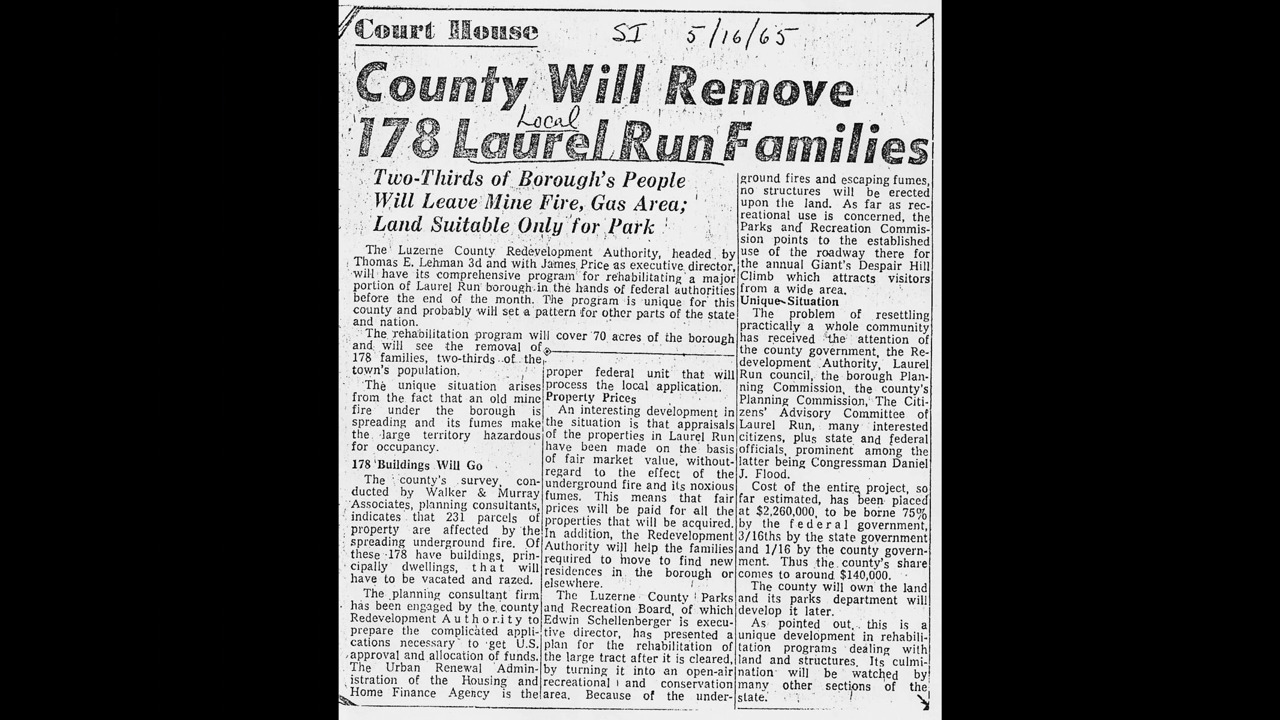 Court House
SI 5/16/65
County Will Remove
Local
178 Laurel Run Families
Two-Thirds of Borough's People
Will Leave Mine Fire, Gas Area;
Land Suitable Only for Park
The Luzerne County Redevelopment Authority, headed by
Thomas E. Lehman 3d and with James Price as executive director,
will have its comprehensive program for rehabilitating a major
portion of Laurel Run borough in the hands of federal authorities
before the end of the month. The program is unique for this
county and probably will set a pattern for other parts of the state
and nation.
The rehabilitation program will cover 70 acres of the borough
and will see the removal of
178 families, two-thirds of the
town's population.
The unique situation arises
from the fact that an old mine
fire under the borough is
spreading and its fumes make
the large territory hazardous
for occupancy.
178 Buildings Will Go
The county's survey, con-
ducted by Walker & Murray
Associates, planning consultants,
indicates that 231 parcels of
property are affected by the
spreading underground fire. Of
these 178 have buildings, prin-
cipally dwellings, that will
have to be vacated and razed.
The planning consultant firm
has been engaged by the county
Redevelopment Authority to
prepare the complicated appli-
cations necessary to get U.S.
approval and allocation of funds.
The Urban Renewal Admin-
istration of the Housing and
Home Finance Agency is the
proper federal unit that will
process the local application.
Property Prices
An interesting development in
the situation is that appraisals
of the properties in Laurel Run
have been made on the basis
of fair market value, without
regard to the effect of the
underground fire and its noxious
fumes. This means that fair
prices will be paid for all the
properties that will be acquired.
In addition, the Redevelopment
Authority will help the families
required to move to find new
residences in the borough or
elsewhere.
The Luzerne County Parks
and Recreation Board, of which
Edwin Schellenberger is execu-
tive director, has presented a
plan for the rehabilitation of
the large tract after it is cleared,
by turning it into an open-air
recreational and conservation
area. Because of the under-
ground fires and escaping fumes,
no structures will be erected
upon the land. As far as rec-
reational use is concerned, the
Parks and Recreation Commis-
sion points to the established
use of the roadway there for
the annual Giant's Despair Hill
Climb which attracts visitors
from a wide area.
Unique Situation
The problem of resettling
practically a whole community
has received the attention of
the county government, the Re-
development Authority, Laurel
Run council, the borough Plan-
ning Commission, the county's
Planning Commission, The Citi-
zens' Advisory Committee of
Laurel Run, many interested
citizens, plus state and federal
officials, prominent among the
latter being Congressman Daniel
J. Flood.
Cost of the entire project, so
far estimated, has been placed
at $2,260,000, to be borne 75%
by the federal government,
3/16ths by the state government
and 1/16 by the county govern-
ment. Thus the county's share
comes to around $140,000.
The county will own the land
and its parks department will
develop it later.
As pointed out, this is a
unique development in rehabili-
tation programs dealing with
land and structures. Its culmi-
nation will be watched by
many other sections of the
state.